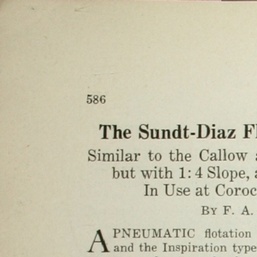 586
The Sundt-Diaz Fl
Similar to the Callow a
but with 1:4 Slope, a
In Use at Coroc
BY F. A.
A PNEUMATIC flotation
and the Inspiration type